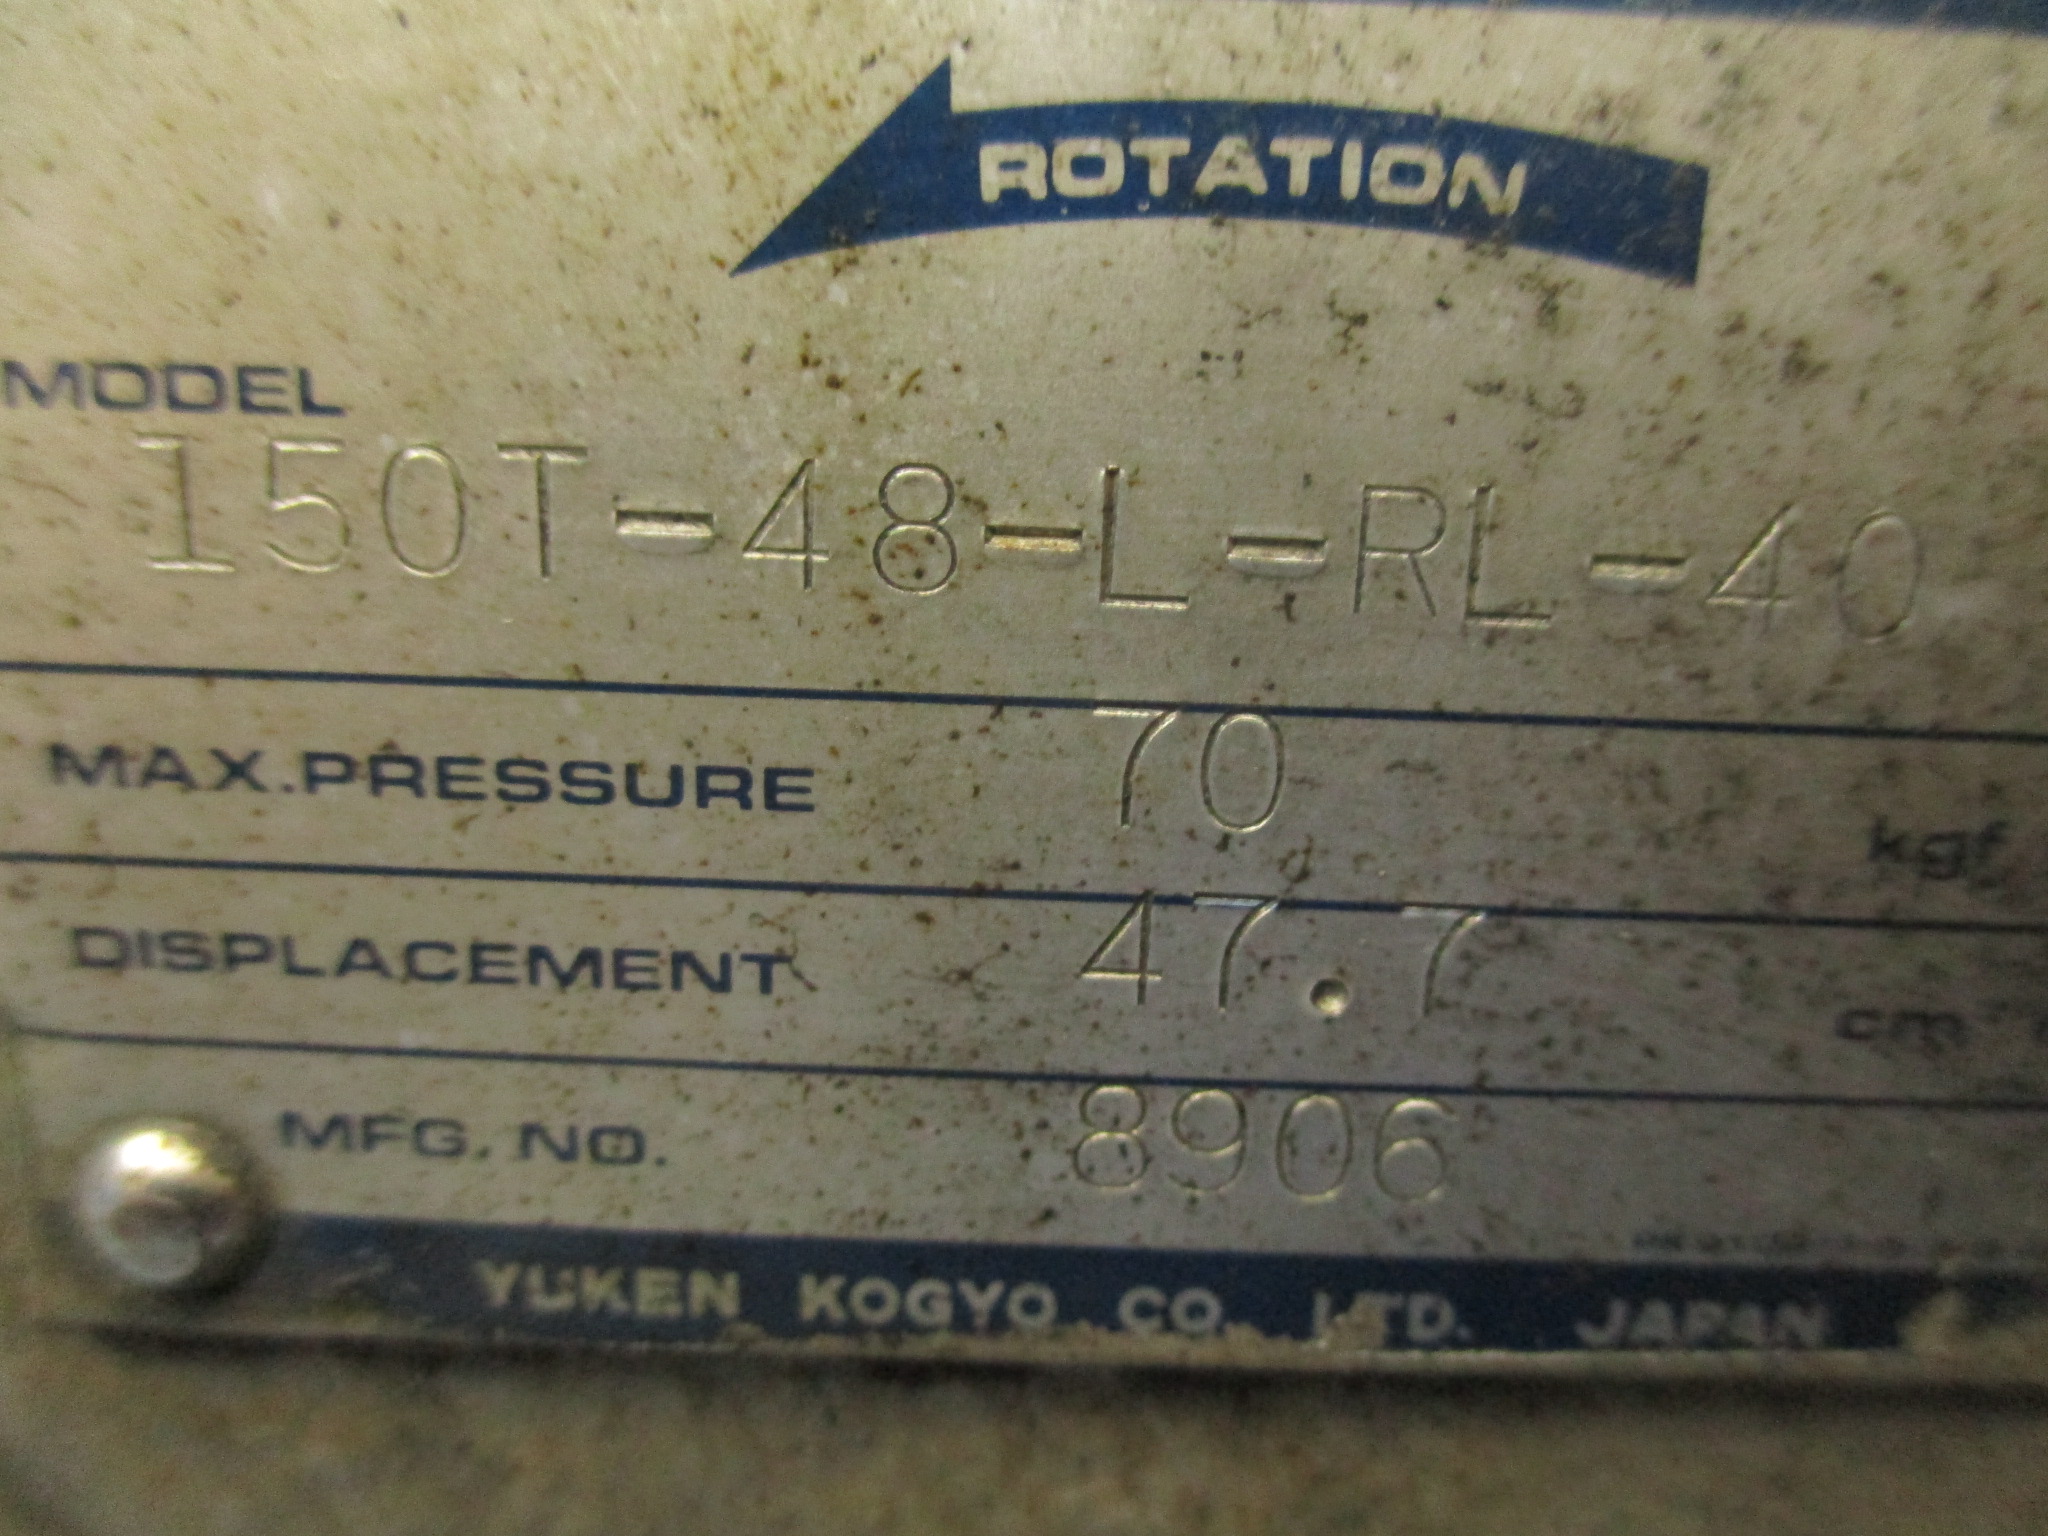 ROTATION
MODEL
150T-48-L-RL-40
MAX.PRESSURE 70 kgf
DISPLACEMENT 47.7 cm
MFG. NO. 8906
YUKEN KOGYO CO. LTD. JAPAN